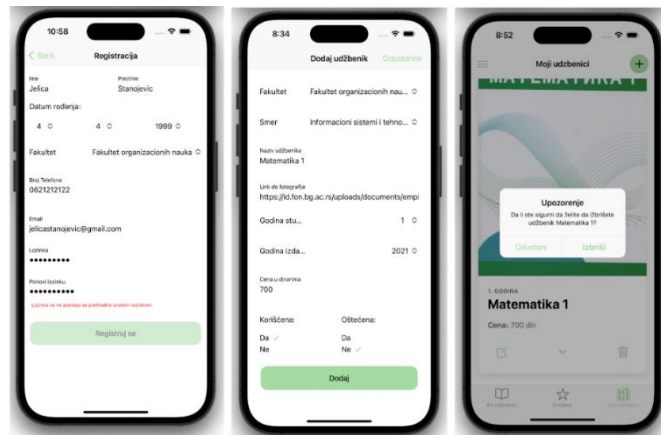 10:58
< Back
Registracija
Ime
Prezime
Jelica
Stanojevic
Datum rođenja:
4
4
1999
Fakultet
Fakultet organizacionih nauka
Broj Telefona
0621212122
Email
jelicastanojevic@gmail.com
Lozinka
Ponovi lozinku
Registruj se
8:34
Dodaj udžbenik
Odustanite
Fakultet
Fakultet organizacionih nau...
Smer
Informacioni sistemi i tehno...
Naziv udžbenika
Matematika 1
Link do fotografije
https://id.fon.bg.ac.rs/uploads/documents/empl
Godina stu...
1
Godina izda...
2021
Cena u dinarima
700
Korišćena:
Oštećena:
Da
Da
Ne
Ne
Dodaj
8:52
Moji udzbenici
МАТЕМАТИКА 1
Upozorenje
Da li ste sigurni da želite da izbrišete
udžbenik Matematika 1?
Odustani
Izbriši
1. GODINA
Matematika 1
Cena: 700 din